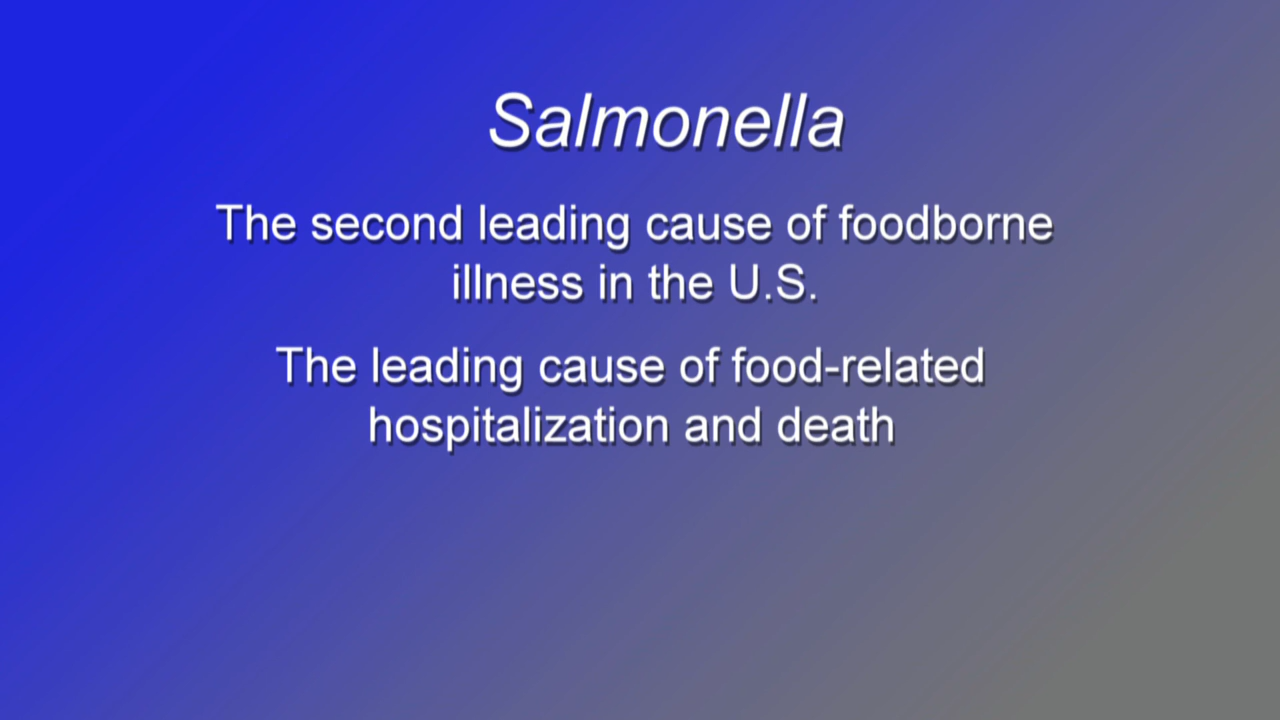 Salmonella
The second leading cause of foodborne
illness in the U.S.
The leading cause of food-related
hospitalization and death